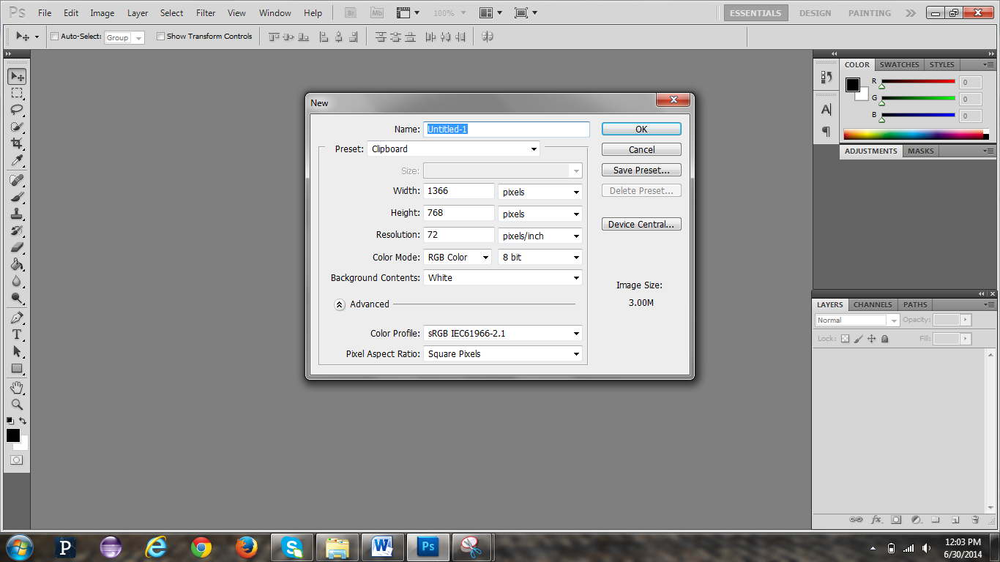 Ps File Edit Image Layer Select Filter View Window Help Br Mb 100% ESSENTIALS DESIGN PAINTING
Auto-Select: Group Show Transform Controls
COLOR SWATCHES STYLES
R 0
G 0
B 0
ADJUSTMENTS MASKS
New
Name: Untitled-1 OK
Preset: Clipboard Cancel
Size: Save Preset...
Width: 1366 pixels Delete Preset...
Height: 768 pixels Device Central...
Resolution: 72 pixels/inch
Color Mode: RGB Color 8 bit
Background Contents: White
Image Size:
3.00M
Advanced
Color Profile: sRGB IEC61966-2.1
Pixel Aspect Ratio: Square Pixels
LAYERS CHANNELS PATHS
Normal Opacity:
Lock: Fill:
T
A
fx
P S W Ps
12:03 PM
6/30/2014